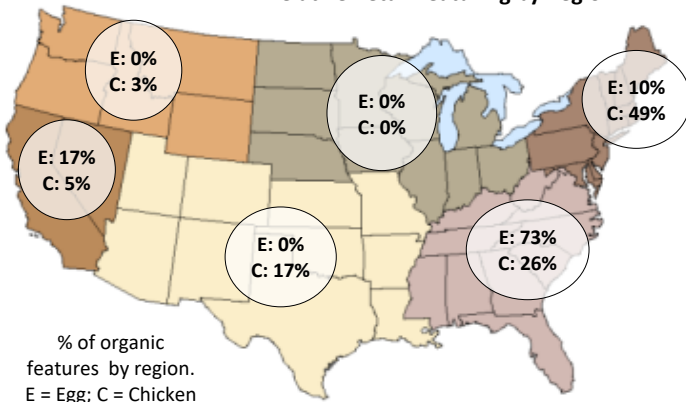 E: 0%
C: 3%
E: 0%
C: 0%
E: 10%
C: 49%
E: 17%
C: 5%
E: 0%
C: 17%
E: 73%
C: 26%
% of organic
features by region.
E = Egg; C = Chicken